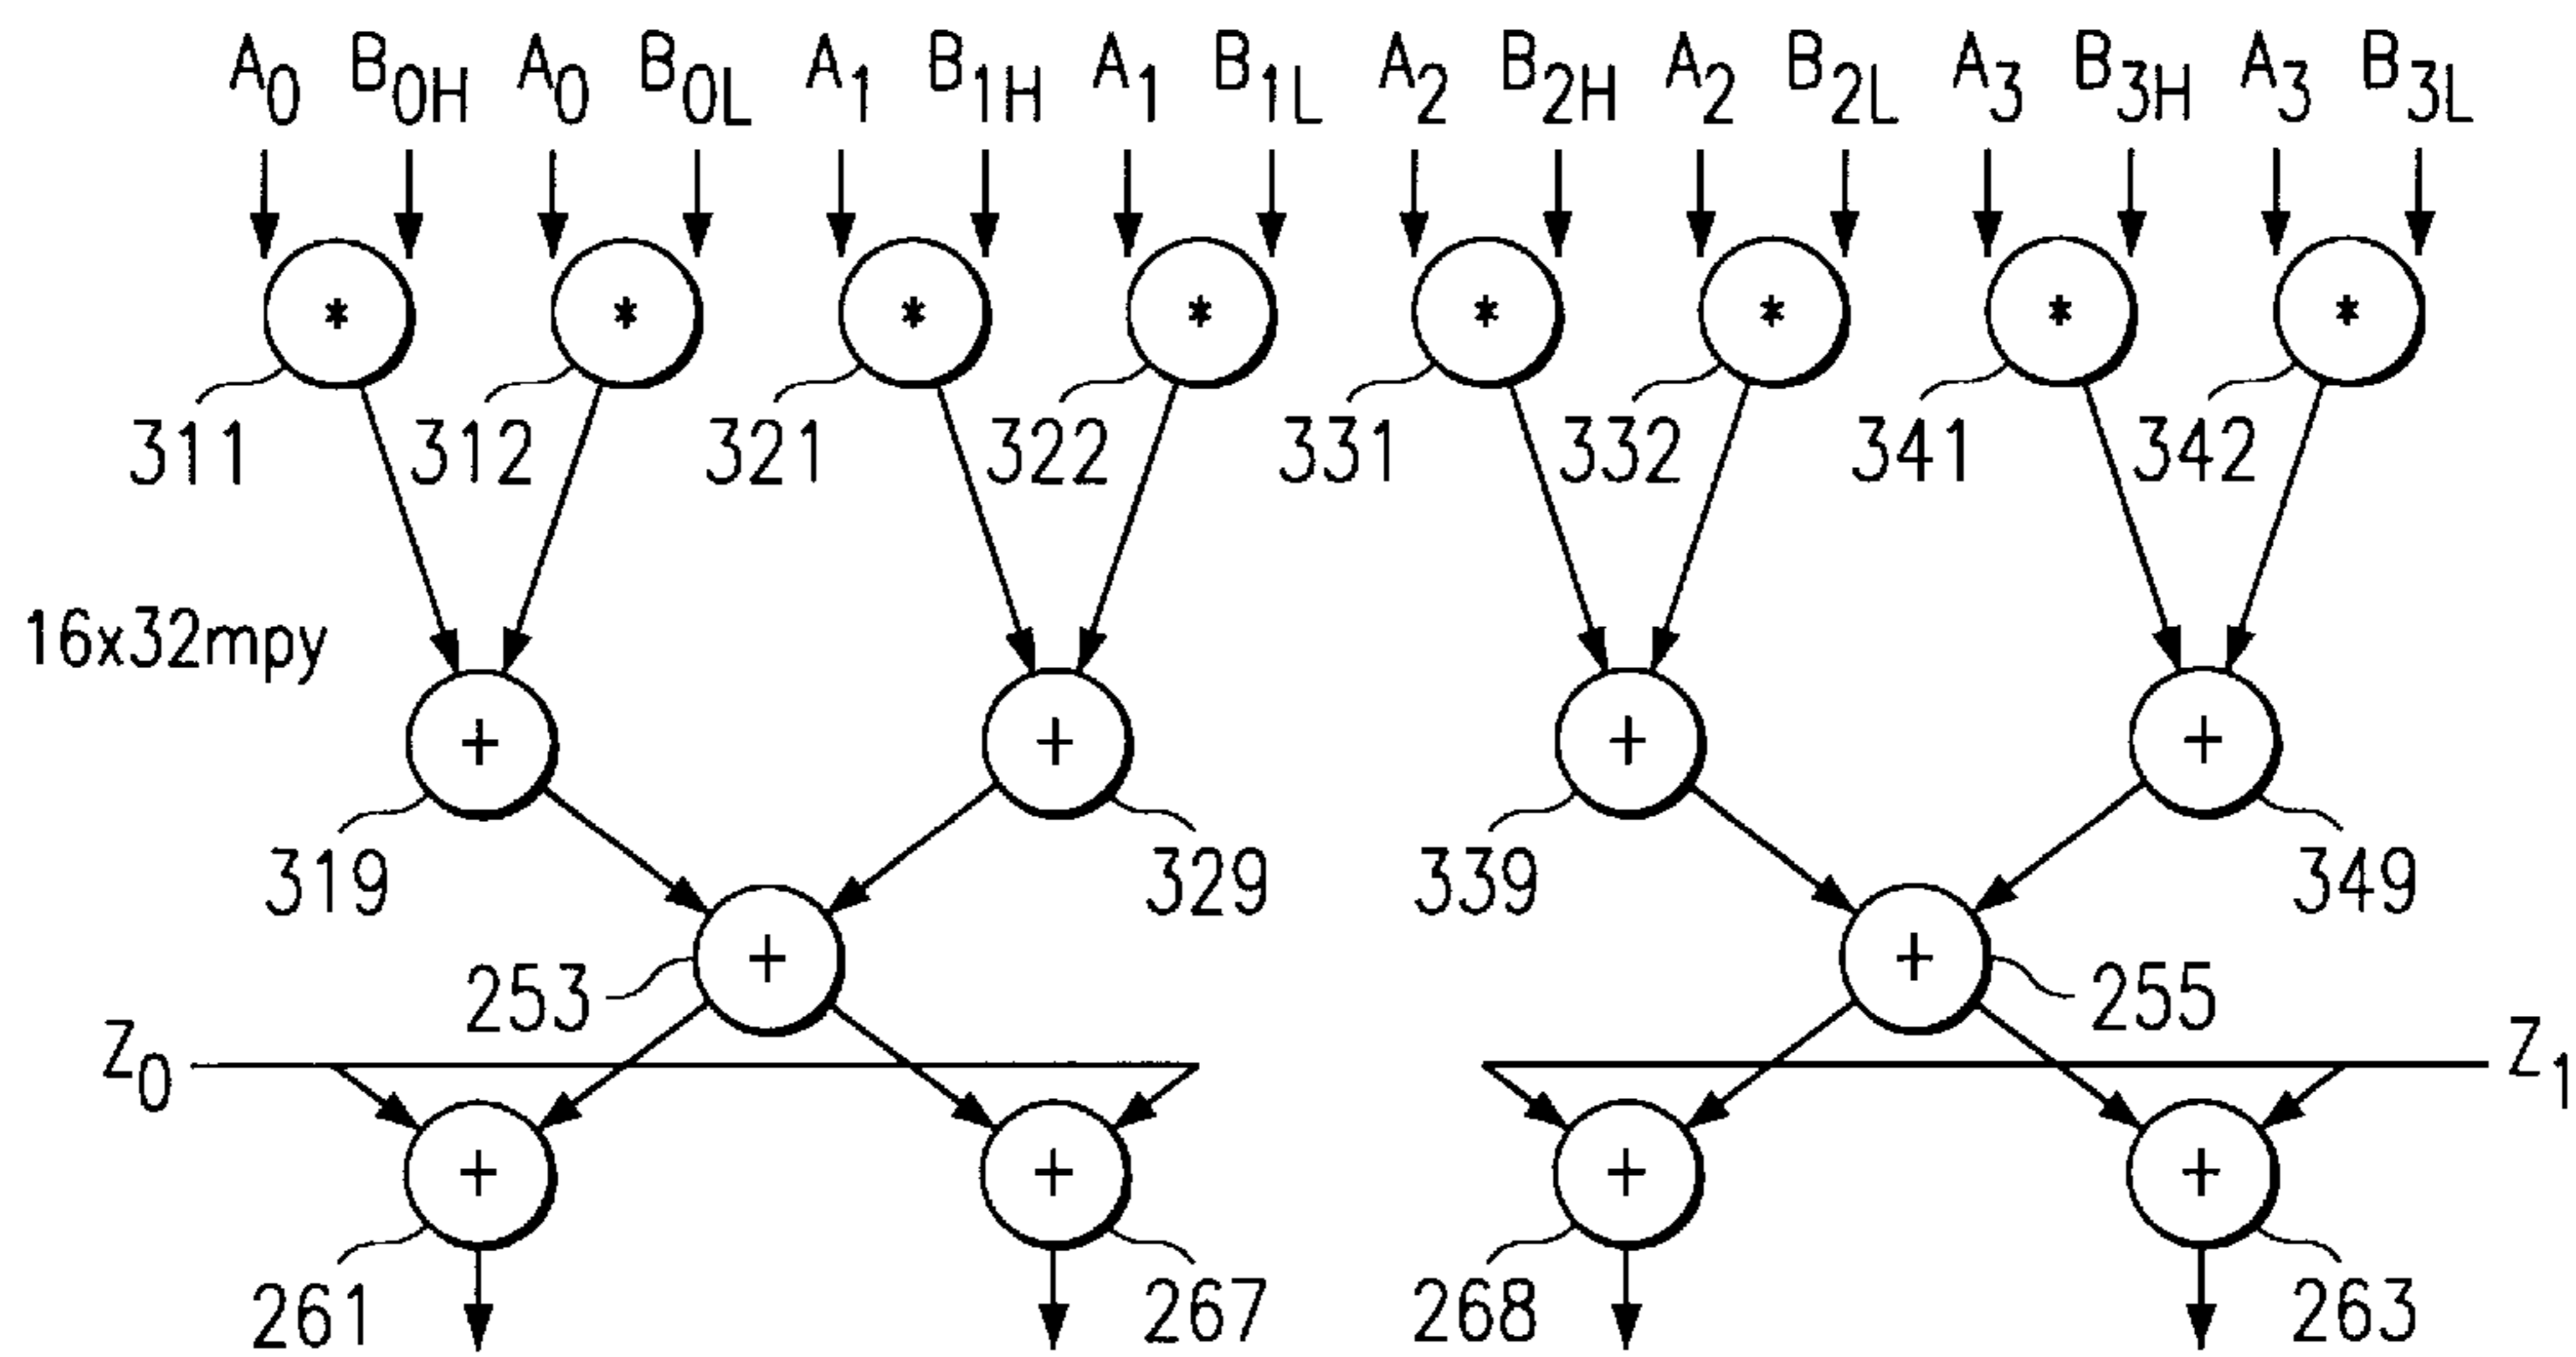 A0 B0H A0 B0L A1 B1H A1 B1L A2 B2H A2 B2L A3 B3H A3 B3L
* * * * * * * *
311 312 321 322 331 332 341 342
16x32mpy
+ + + +
319 329 339 349
+ +
253 255
Z0 Z1
+ + + +
261 267 268 263